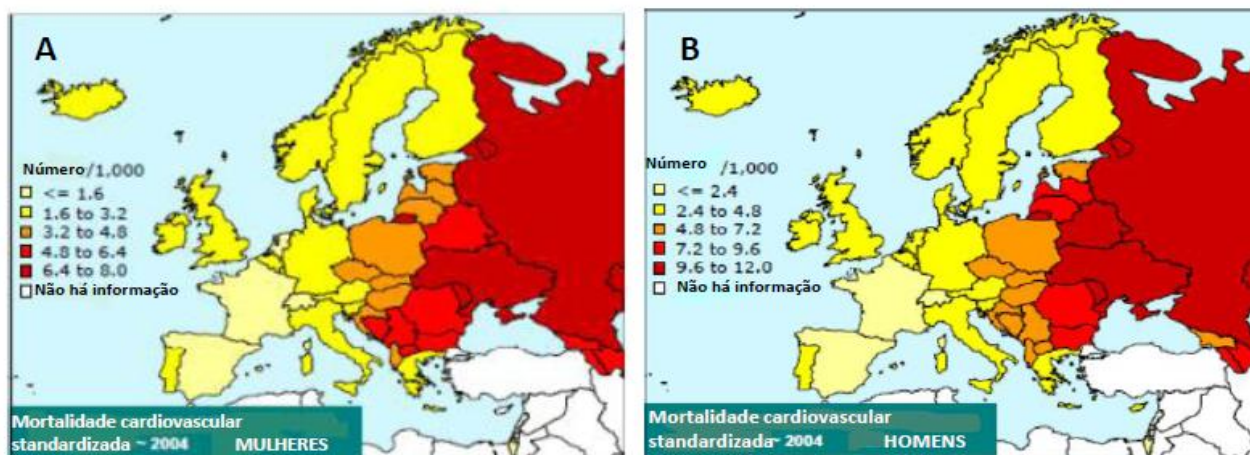 A
Número /1,000
<= 1.6
1.6 to 3.2
3.2 to 4.8
4.8 to 6.4
6.4 to 8.0
Não há informação
Mortalidade cardiovascular
standardizada ~ 2004 MULHERES
B
Número /1,000
<= 2.4
2.4 to 4.8
4.8 to 7.2
7.2 to 9.6
9.6 to 12.0
Não há informação
Mortalidade cardiovascular
standardizada~ 2004 HOMENS